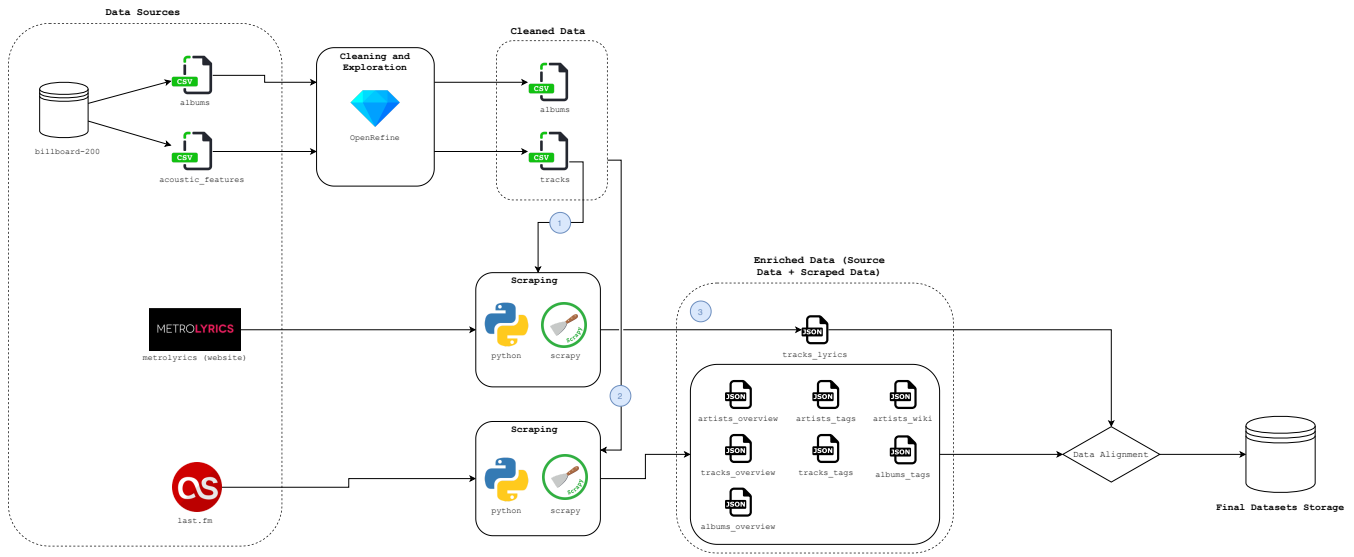 Data Sources
Cleaned Data
Cleaning and
Exploration
CSV
albums
OpenRefine
CSV
albums
billboard-200
CSV
acoustic_features
CSV
tracks
1
Enriched Data (Source
Data + Scraped Data)
Scraping
3
METROLYRICS
metrolyrics (website)
python
Scrapy
scrapy
JSON
tracks_lyrics
2
JSON
artists_overview
JSON
artists_tags
JSON
artists_wiki
Scraping
JSON
tracks_overview
JSON
tracks_tags
JSON
albums_tags
Data Alignment
as
last.fm
python
Scrapy
scrapy
JSON
albums_overview
Final Datasets Storage